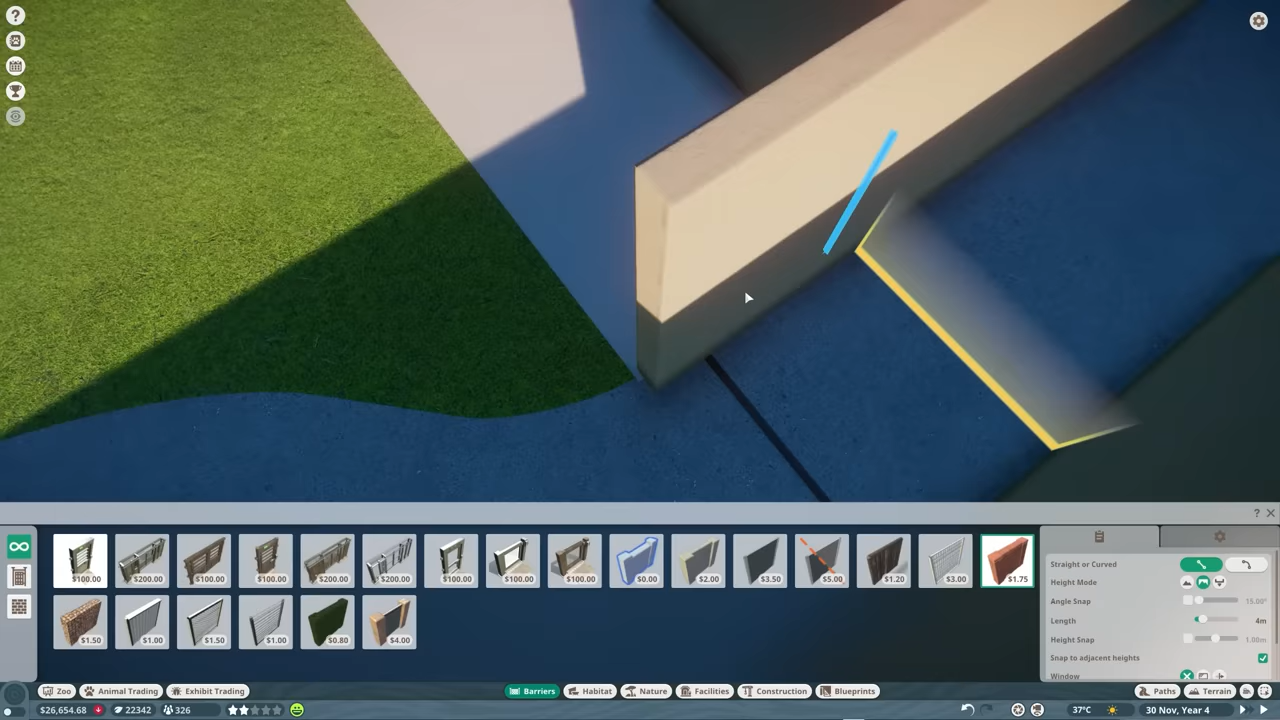 ?
? ×
$100.00 $200.00 $100.00 $100.00 $200.00 $200.00 $100.00 $100.00 $100.00 $0.00 $2.00 $3.50 $5.00 $1.20 $3.00 $1.75
$1.50 $1.00 $1.50 $1.00 $0.80 $4.00
Straight or Curved
Height Mode
Angle Snap 15.00°
Length 4m
Height Snap 1.00m
Snap to adjacent heights
Window
Zoo Animal Trading Exhibit Trading Barriers Habitat Nature Facilities Construction Blueprints Paths Terrain
$26,654.68 22342 326 37°C 30 Nov, Year 4